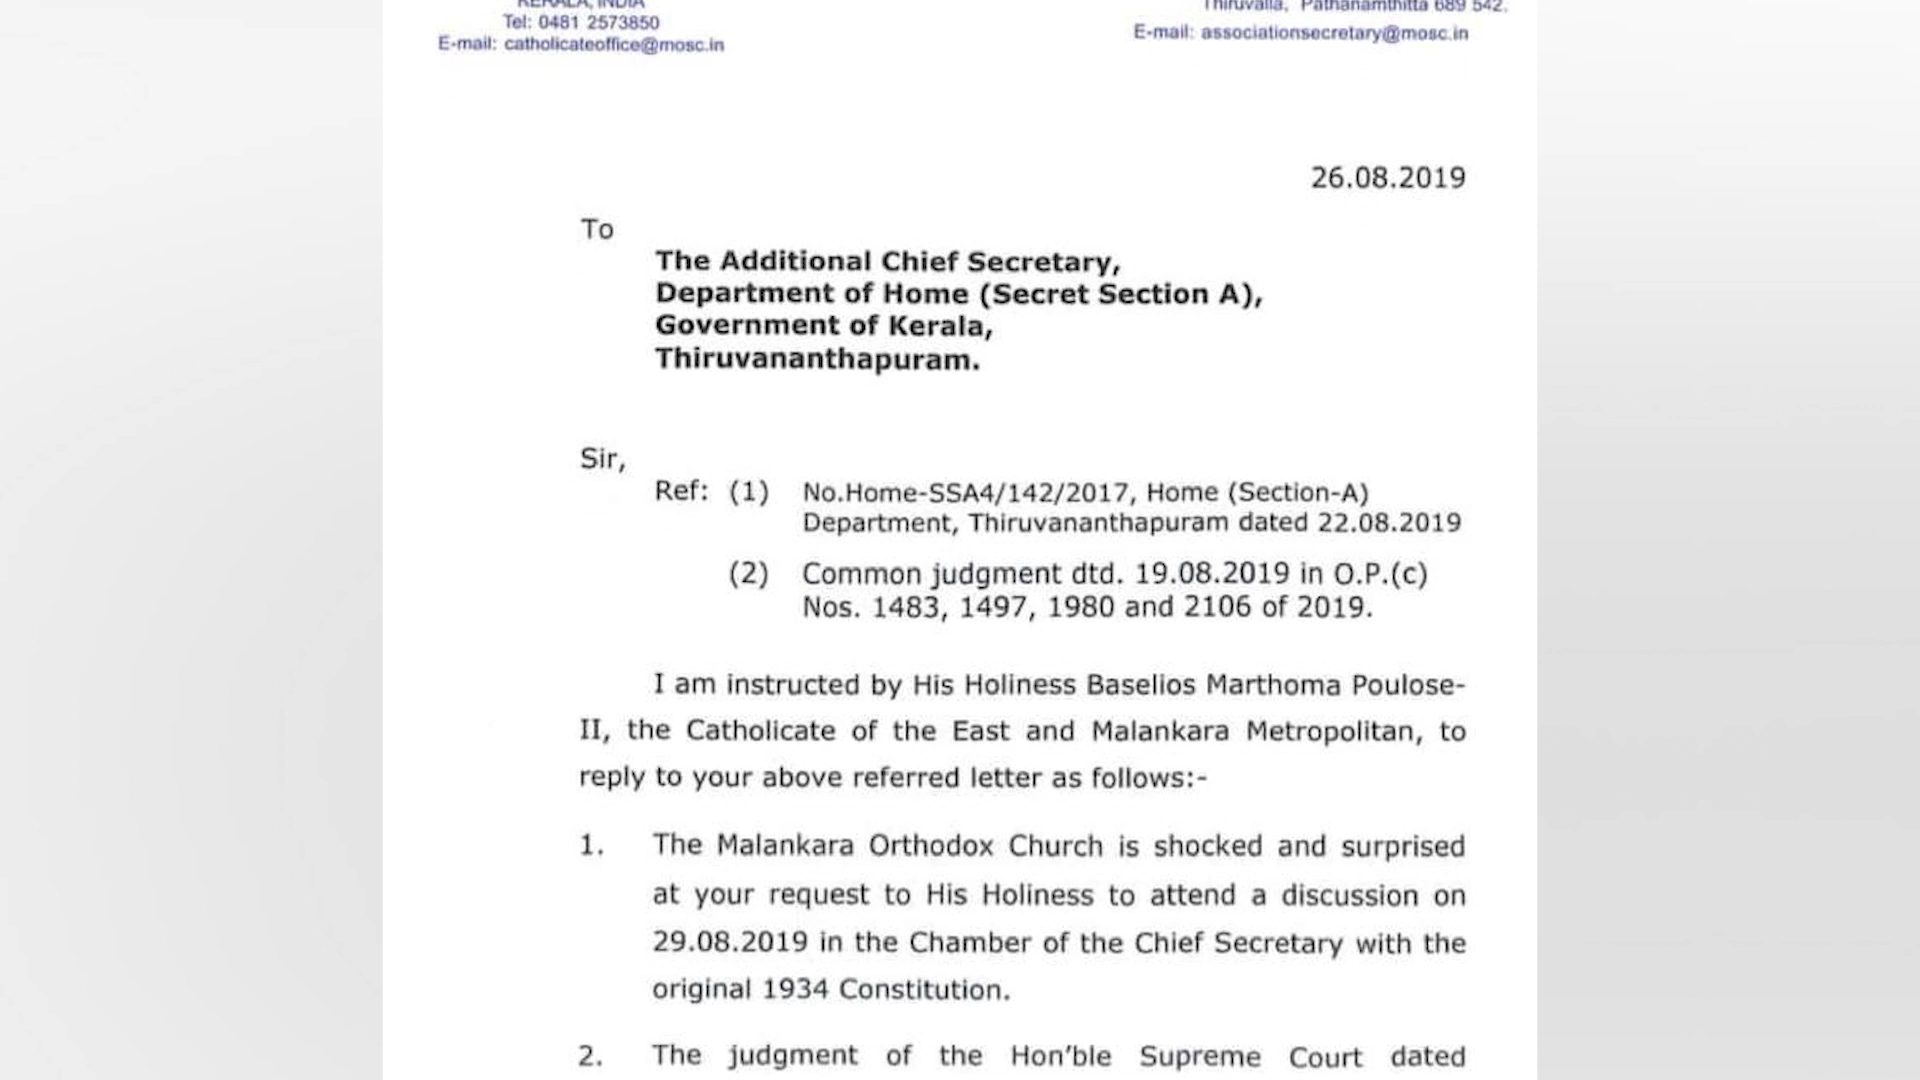 KERALA, INDIA
Tel: 0481 2573850
E-mail: catholicateoffice@mosc.in
Thiruvalla, Pathanamthitta 689 542.
E-mail: associationsecretary@mosc.in
26.08.2019
To
The Additional Chief Secretary,
Department of Home (Secret Section A),
Government of Kerala,
Thiruvananthapuram.
Sir,
Ref: (1) No.Home-SSA4/142/2017, Home (Section-A)
Department, Thiruvananthapuram dated 22.08.2019
(2) Common judgment dtd. 19.08.2019 in O.P.(c)
Nos. 1483, 1497, 1980 and 2106 of 2019.
I am instructed by His Holiness Baselios Marthoma Poulose-
II, the Catholicate of the East and Malankara Metropolitan, to
reply to your above referred letter as follows:-
1. The Malankara Orthodox Church is shocked and surprised
at your request to His Holiness to attend a discussion on
29.08.2019 in the Chamber of the Chief Secretary with the
original 1934 Constitution.
2. The judgment of the Hon'ble Supreme Court dated